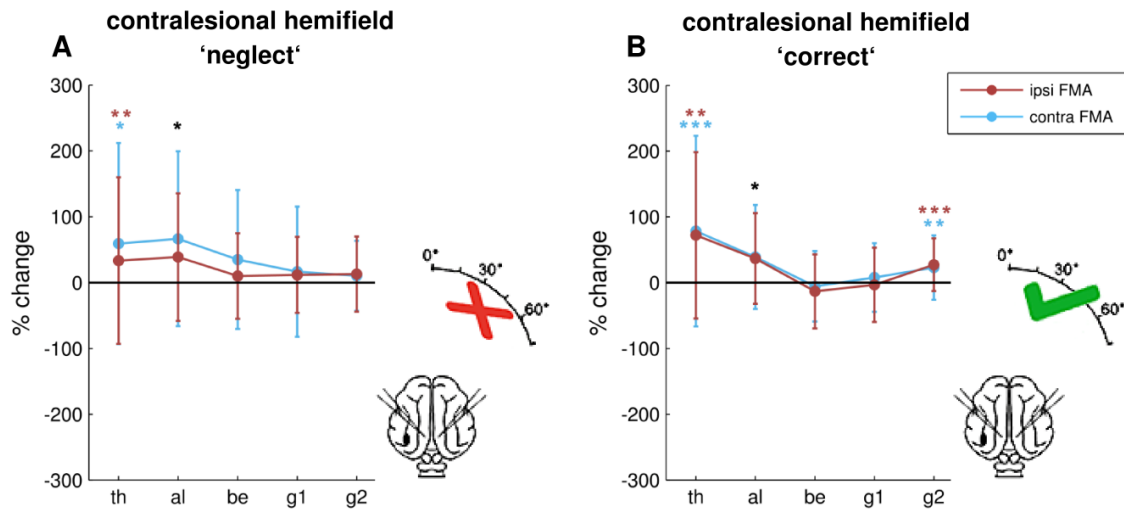 contralesional hemifield
‘neglect‘
A
300
200
100
0
-100
-200
-300
% change
**
*
*
th
al
be
g1
g2
0°
30°
60°
contralesional hemifield
‘correct‘
B
ipsi FMA
contra FMA
300
200
100
0
-100
-200
-300
% change
**
***
*
***
**
th
al
be
g1
g2
0°
30°
60°